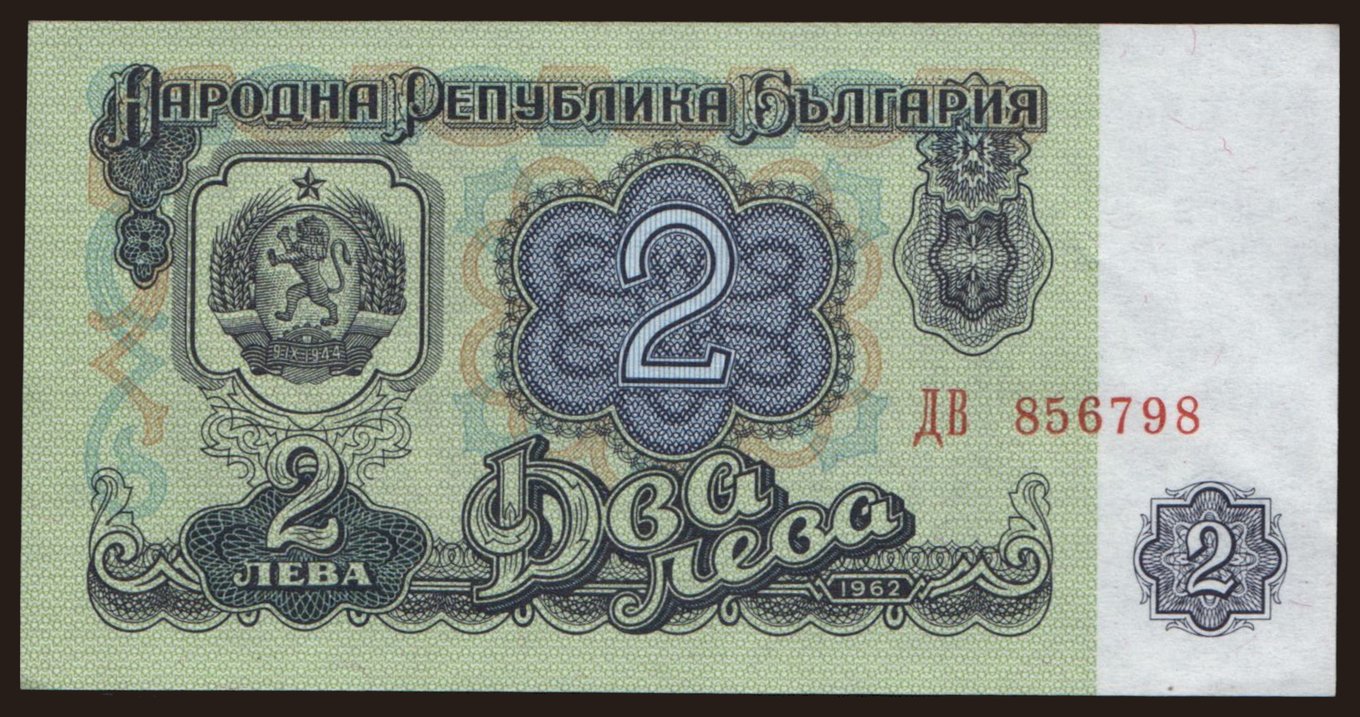 Народна Република България
9·IX·1944
2
ДВ 856798
2
ЛЕВА
Два
лева
1962
2